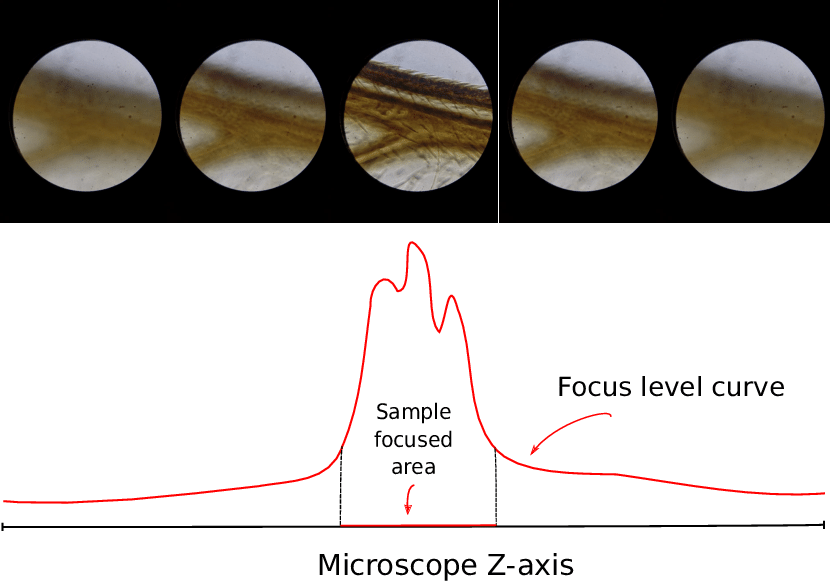 Focus level curve
Sample
focused
area
Microscope Z-axis